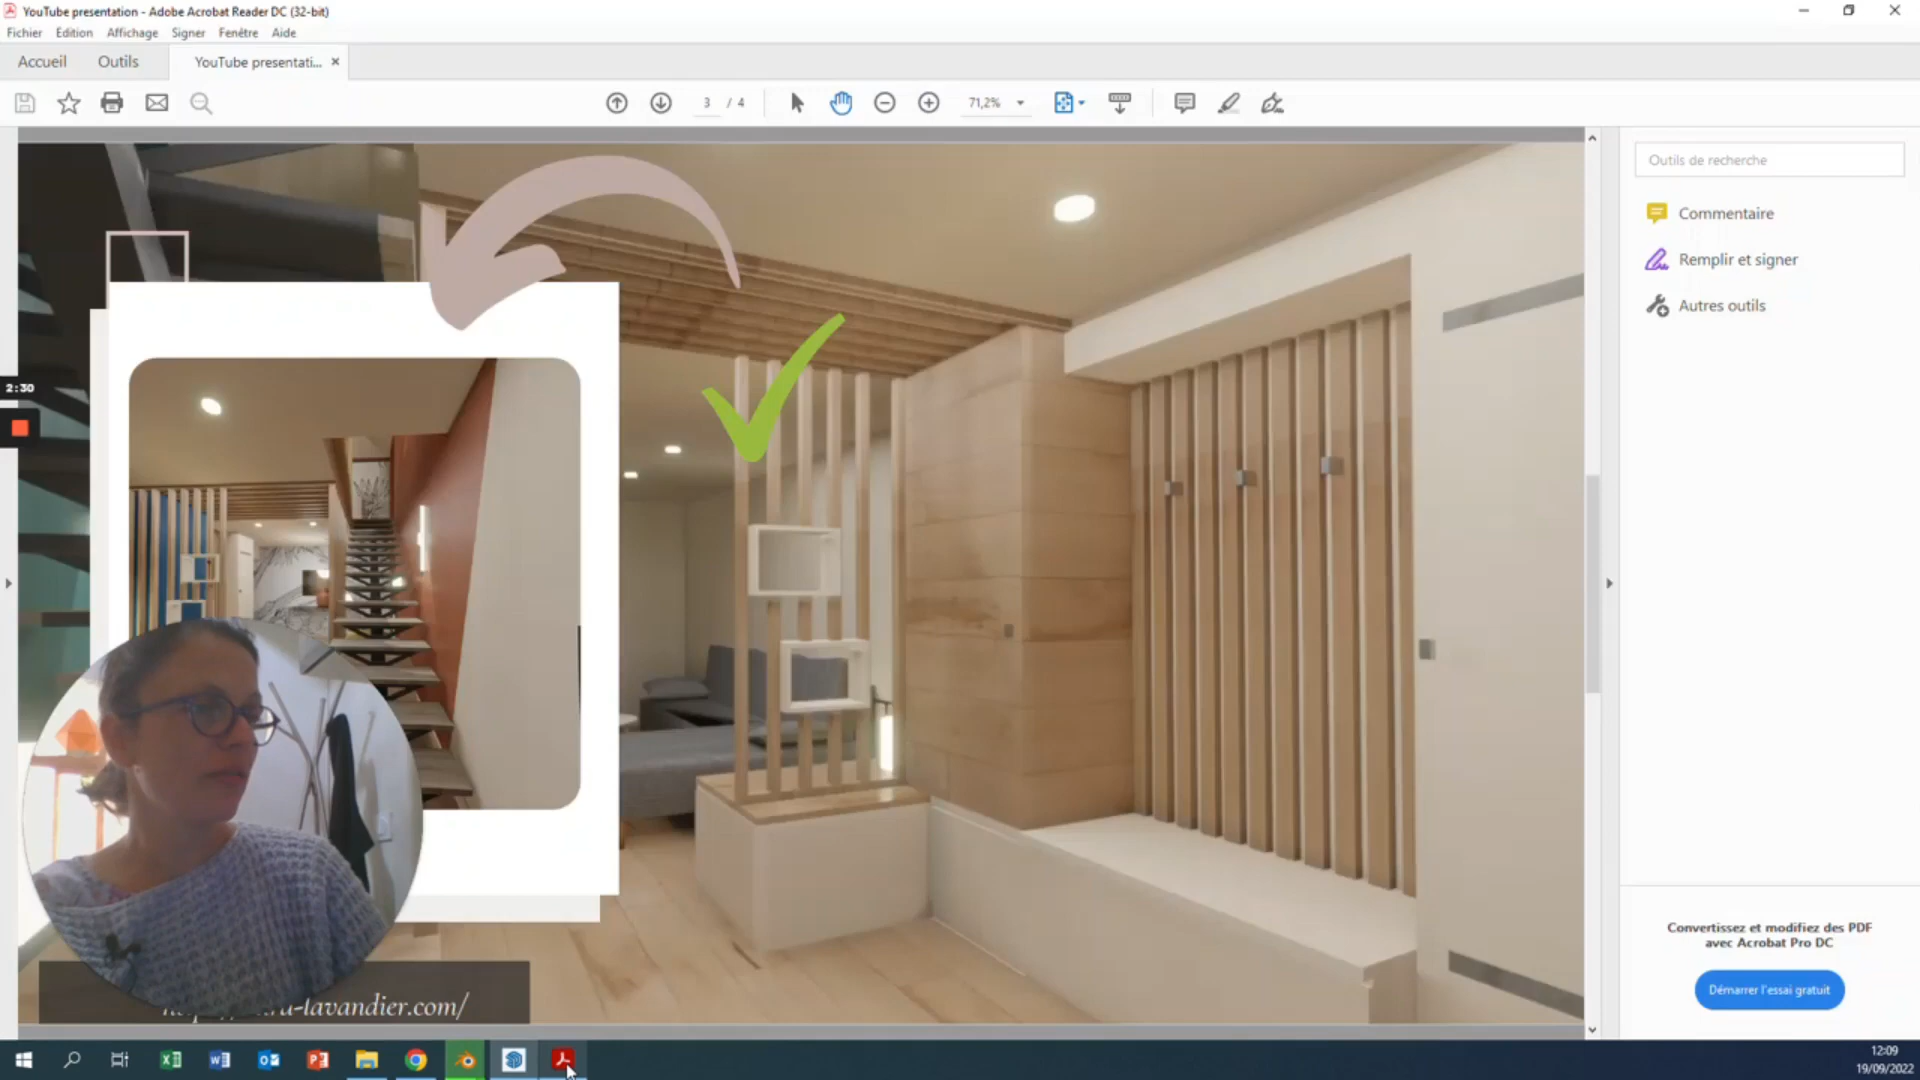 YouTube presentation - Adobe Acrobat Reader DC (32-bit)
Fichier Edition Affichage Signer Fenêtre Aide
Accueil Outils YouTube presentati...
3 / 4 71,2%
Outils de recherche
Commentaire
Remplir et signer
Autres outils
2:30
Convertissez et modifiez des PDF
avec Acrobat Pro DC
Démarrer l'essai gratuit
-lavandier.com/
12:09
19/09/2022